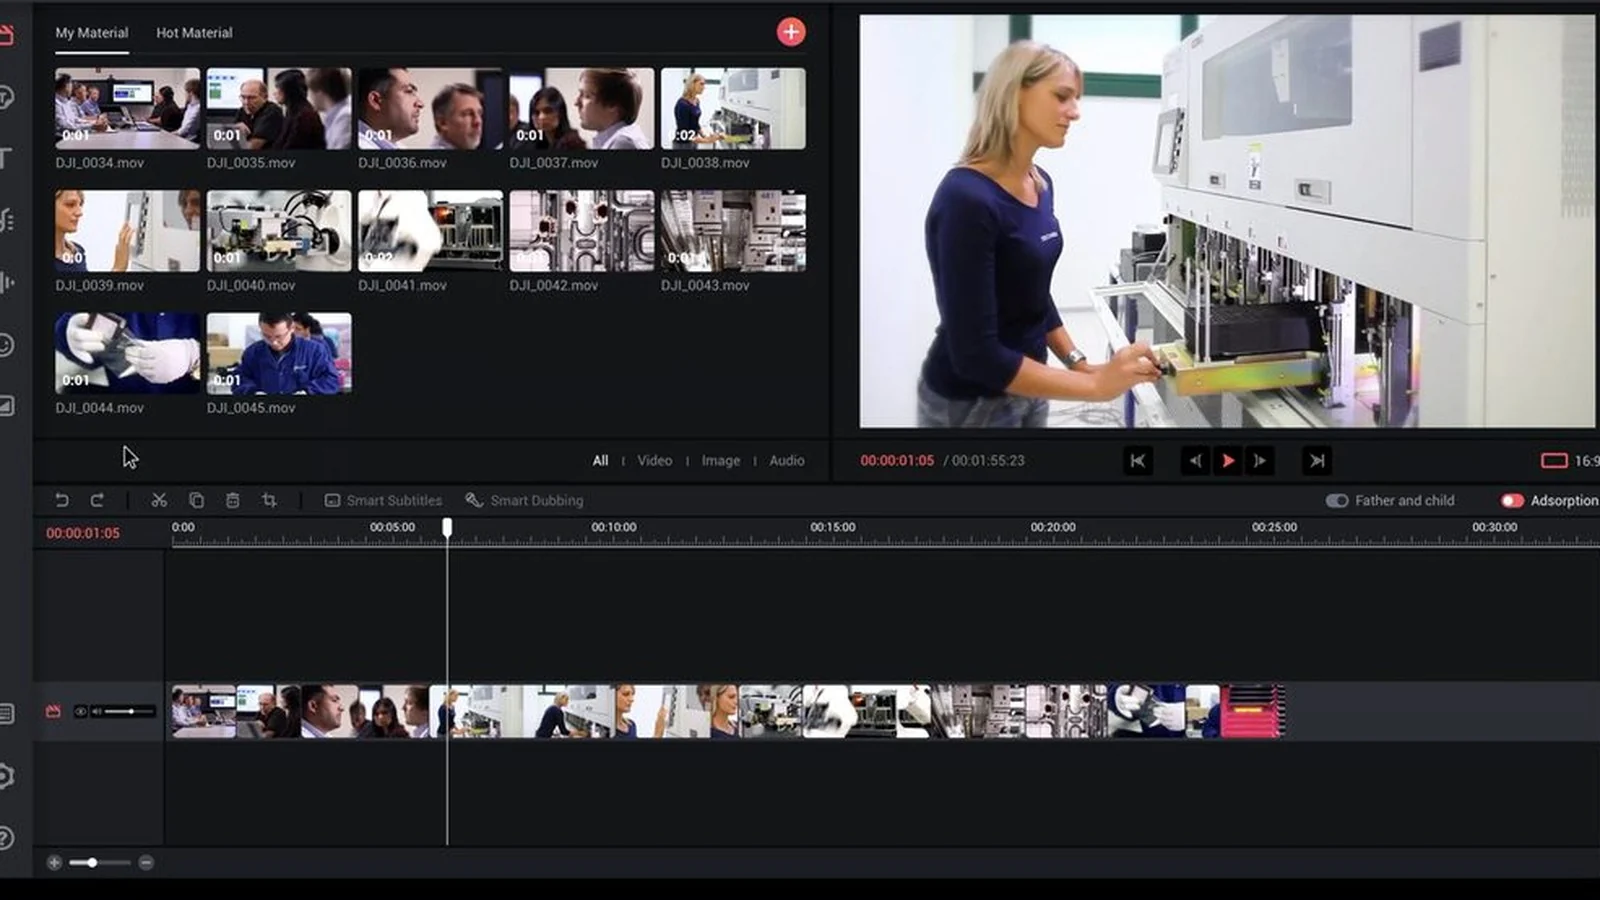 My Material Hot Material
0:01 0:01 0:01 0:01 0:02
DJI_0034.mov DJI_0035.mov DJI_0036.mov DJI_0037.mov DJI_0038.mov
0:01 0:02
DJI_0039.mov DJI_0040.mov DJI_0041.mov DJI_0042.mov DJI_0043.mov
0:01 0:01
DJI_0044.mov DJI_0045.mov
All | Video | Image | Audio
00:00:01:05 / 00:01:55:23
16:9
Smart Subtitles Smart Dubbing Father and child Adsorption
00:00:01:05
0:00 00:05:00 00:10:00 00:15:00 00:20:00 00:25:00 00:30:00